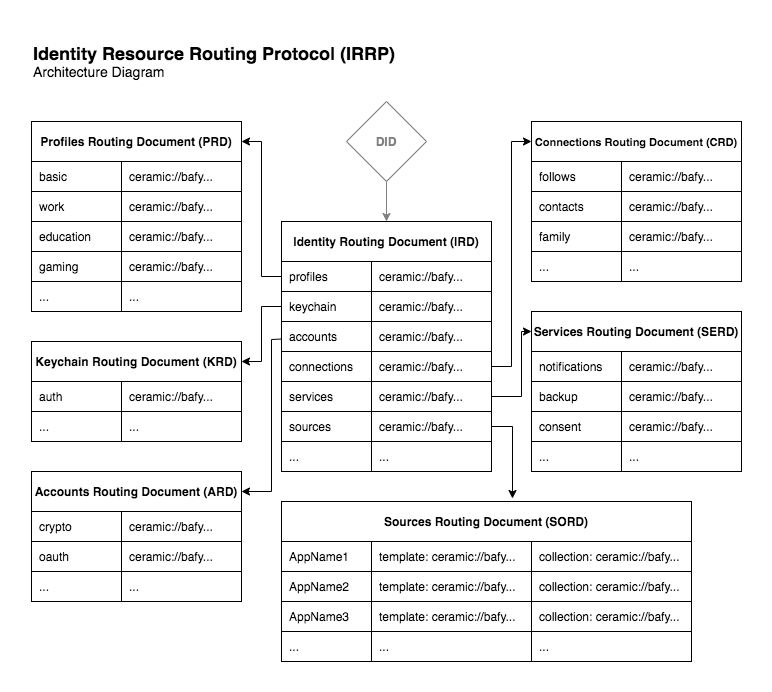 Identity Resource Routing Protocol (IRRP)
Architecture Diagram
DID
Profiles Routing Document (PRD)
basic ceramic://bafy...
work ceramic://bafy...
education ceramic://bafy...
gaming ceramic://bafy...
... ...
Keychain Routing Document (KRD)
auth ceramic://bafy...
... ...
Accounts Routing Document (ARD)
crypto ceramic://bafy...
oauth ceramic://bafy...
... ...
Identity Routing Document (IRD)
profiles ceramic://bafy...
keychain ceramic://bafy...
accounts ceramic://bafy...
connections ceramic://bafy...
services ceramic://bafy...
sources ceramic://bafy...
... ...
Connections Routing Document (CRD)
follows ceramic://bafy...
contacts ceramic://bafy...
family ceramic://bafy...
... ...
Services Routing Document (SERD)
notifications ceramic://bafy...
backup ceramic://bafy...
consent ceramic://bafy...
... ...
Sources Routing Document (SORD)
AppName1 template: ceramic://bafy... collection: ceramic://bafy...
AppName2 template: ceramic://bafy... collection: ceramic://bafy...
AppName3 template: ceramic://bafy... collection: ceramic://bafy...
... ... ...